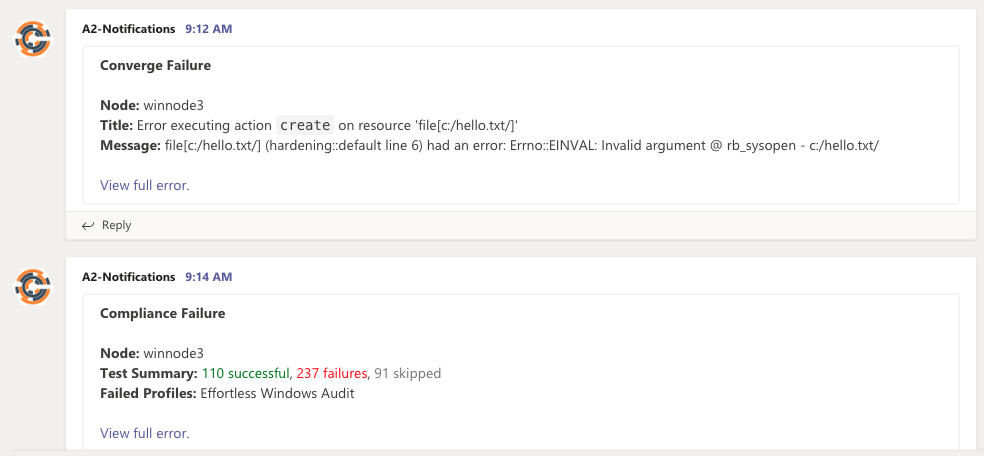 A2-Notifications 9:12 AM
Converge Failure
Node: winnode3
Title: Error executing action create on resource 'file[c:/hello.txt/]'
Message: file[c:/hello.txt/] (hardening::default line 6) had an error: Errno::EINVAL: Invalid argument @ rb_sysopen - c:/hello.txt/
View full error.
Reply
A2-Notifications 9:14 AM
Compliance Failure
Node: winnode3
Test Summary: 110 successful, 237 failures, 91 skipped
Failed Profiles: Effortless Windows Audit
View full error.